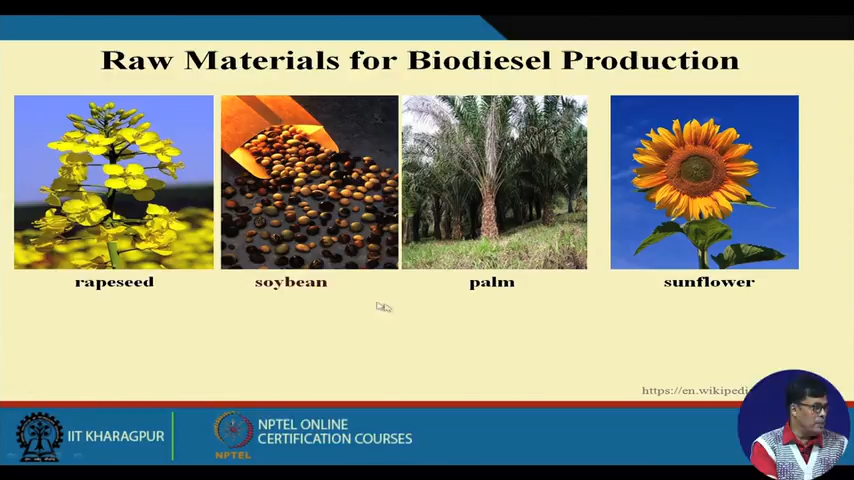 Raw Materials for Biodiesel Production
rapeseed
soybean
palm
sunflower
https://en.wikipedi
IIT KHARAGPUR
NPTEL
NPTEL ONLINE
CERTIFICATION COURSES